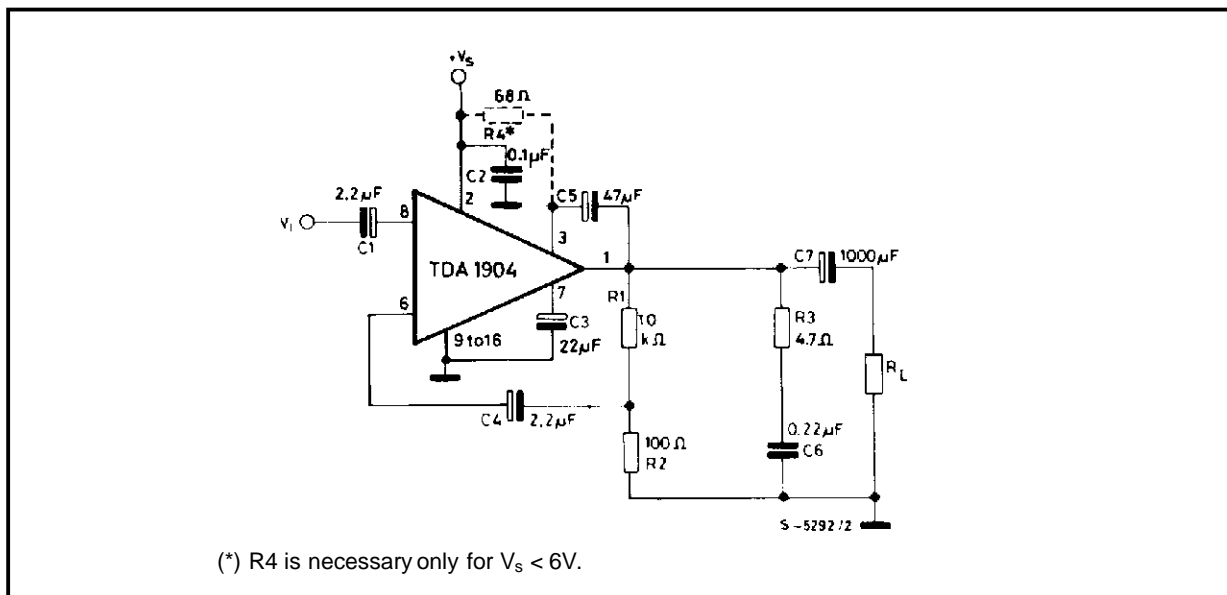 +Vs
68Ω
R4*
0.1µF
C2
2
2.2µF
C5
47µF
VI
8
C1
3
TDA 1904
1
C7
1000µF
6
7
R1
10
kΩ
C3
R3
4.7Ω
9 to 16
22µF
RL
C4
2.2µF
100Ω
R2
0.22µF
C6
S-5292/2
(*) R4 is necessary only for Vs < 6V.